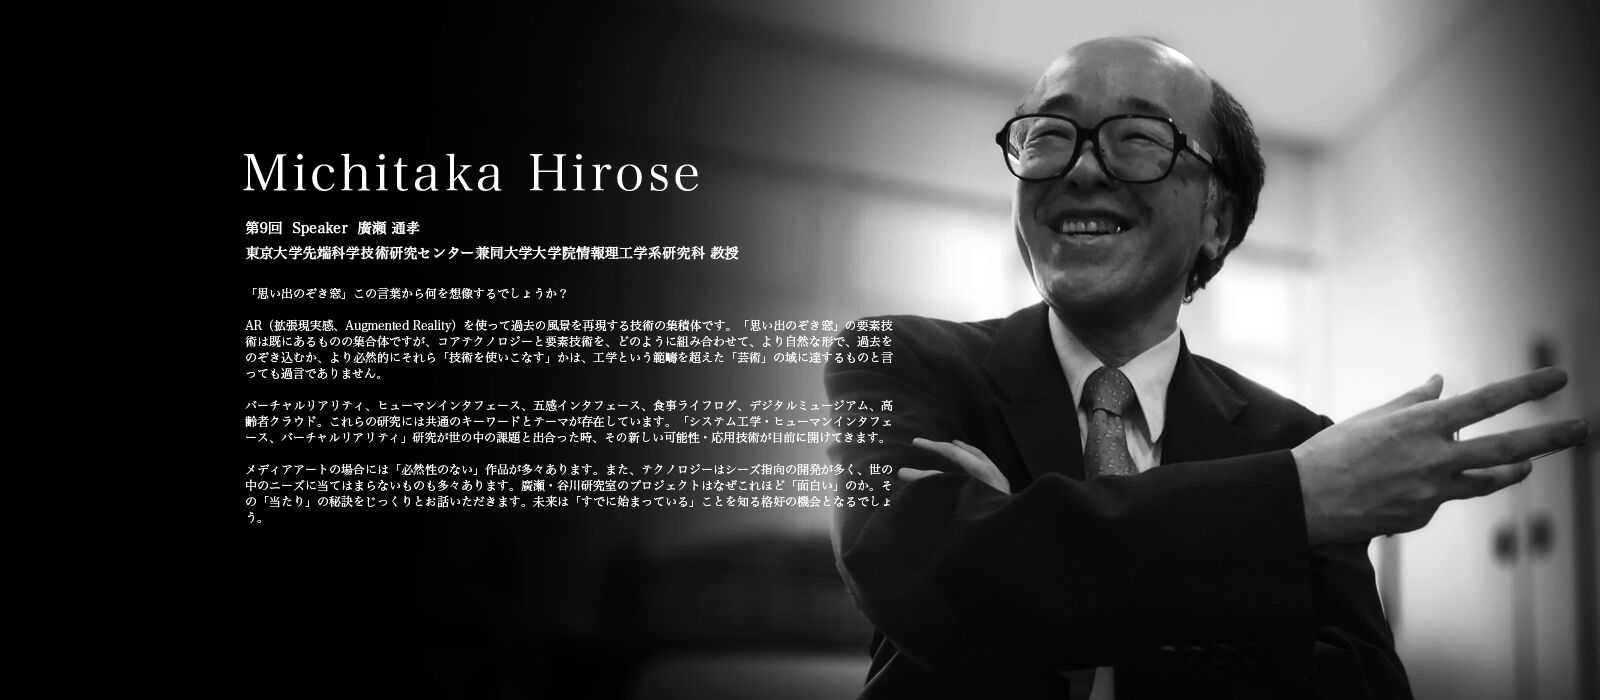 Michitaka Hirose
第9回 Speaker 廣瀬 通孝
東京大学先端科学技術研究センター兼同大学大学院情報理工学系研究科 教授
「思い出のぞき窓」この言葉から何を想像するでしょうか？
AR（拡張現実感、Augmented Reality）を使って過去の風景を再現する技術の集積体です。「思い出のぞき窓」の要素技
術は既にあるものの集合体ですが、コアテクノロジーと要素技術を、どのように組み合わせて、より自然な形で、過去を
のぞき込むか、より必然的にそれら「技術を使いこなす」かは、工学という範疇を超えた「芸術」の域に達するものと言
っても過言でありません。
バーチャルリアリティ、ヒューマンインタフェース、五感インタフェース、食事ライフログ、デジタルミュージアム、高
齢者クラウド。これらの研究には共通のキーワードとテーマが存在しています。「システム工学・ヒューマンインタフェ
ース、バーチャルリアリティ」研究が世の中の課題と出合った時、その新しい可能性・応用技術が目前に開けてきます。
メディアアートの場合には「必然性のない」作品が多々あります。また、テクノロジーはシーズ指向の開発が多く、世の
中のニーズに当てはまらないものも多々あります。廣瀬・谷川研究室のプロジェクトはなぜこれほど「面白い」のか。そ
の「当たり」の秘訣をじっくりとお話いただきます。未来は「すでに始まっている」ことを知る格好の機会となるでしょ
う。